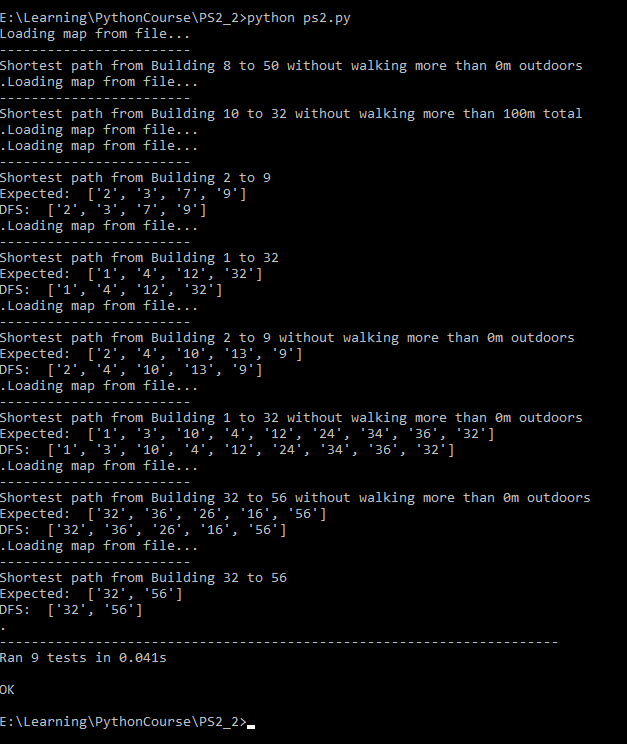 E:\Learning\PythonCourse\PS2_2>python ps2.py
Loading map from file...
------------------------
Shortest path from Building 8 to 50 without walking more than 0m outdoors
.Loading map from file...
------------------------
Shortest path from Building 10 to 32 without walking more than 100m total
.Loading map from file...
.Loading map from file...
------------------------
Shortest path from Building 2 to 9
Expected:  ['2', '3', '7', '9']
DFS:  ['2', '3', '7', '9']
.Loading map from file...
------------------------
Shortest path from Building 1 to 32
Expected:  ['1', '4', '12', '32']
DFS:  ['1', '4', '12', '32']
.Loading map from file...
------------------------
Shortest path from Building 2 to 9 without walking more than 0m outdoors
Expected:  ['2', '4', '10', '13', '9']
DFS:  ['2', '4', '10', '13', '9']
.Loading map from file...
------------------------
Shortest path from Building 1 to 32 without walking more than 0m outdoors
Expected:  ['1', '3', '10', '4', '12', '24', '34', '36', '32']
DFS:  ['1', '3', '10', '4', '12', '24', '34', '36', '32']
.Loading map from file...
------------------------
Shortest path from Building 32 to 56 without walking more than 0m outdoors
Expected:  ['32', '36', '26', '16', '56']
DFS:  ['32', '36', '26', '16', '56']
.Loading map from file...
------------------------
Shortest path from Building 32 to 56
Expected:  ['32', '56']
DFS:  ['32', '56']
.
----------------------------------------------------------------------
Ran 9 tests in 0.041s

OK

E:\Learning\PythonCourse\PS2_2>